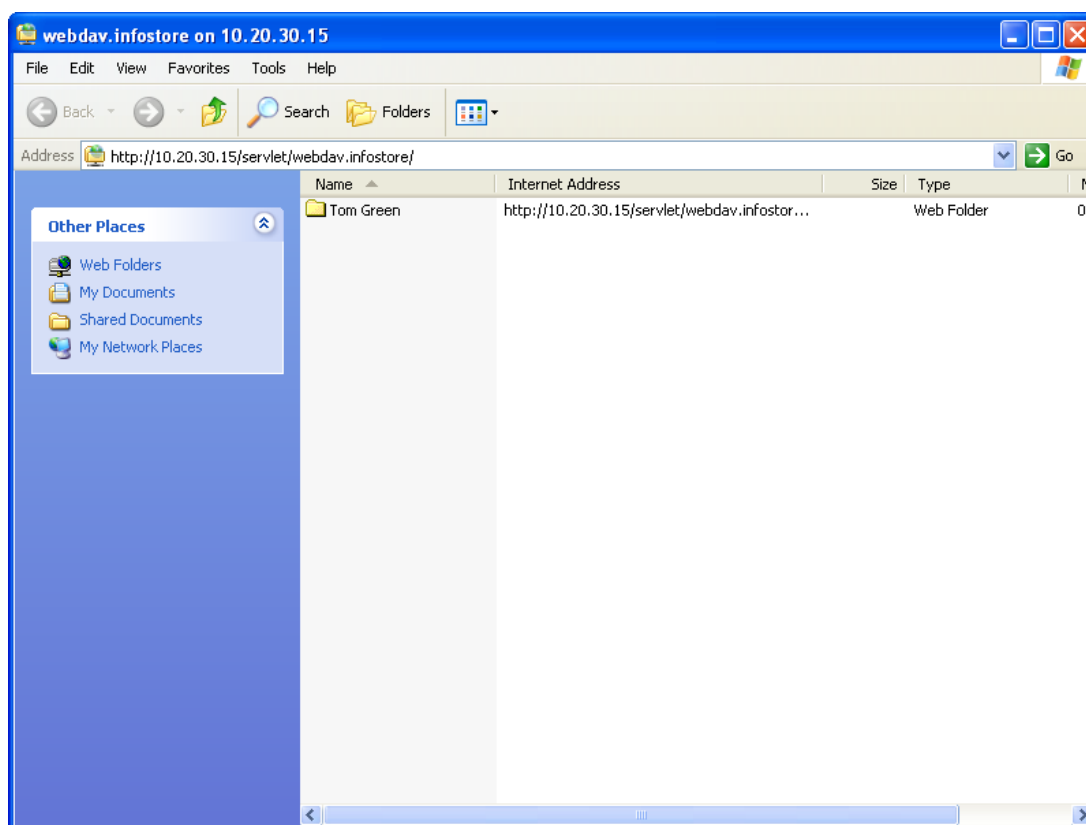 webdav.infostore on 10.20.30.15
File Edit View Favorites Tools Help
Back Search Folders
Address http://10.20.30.15/servlet/webdav.infostore/ Go
Name Internet Address Size Type
Tom Green http://10.20.30.15/servlet/webdav.infostor... Web Folder 0
Other Places
Web Folders
My Documents
Shared Documents
My Network Places